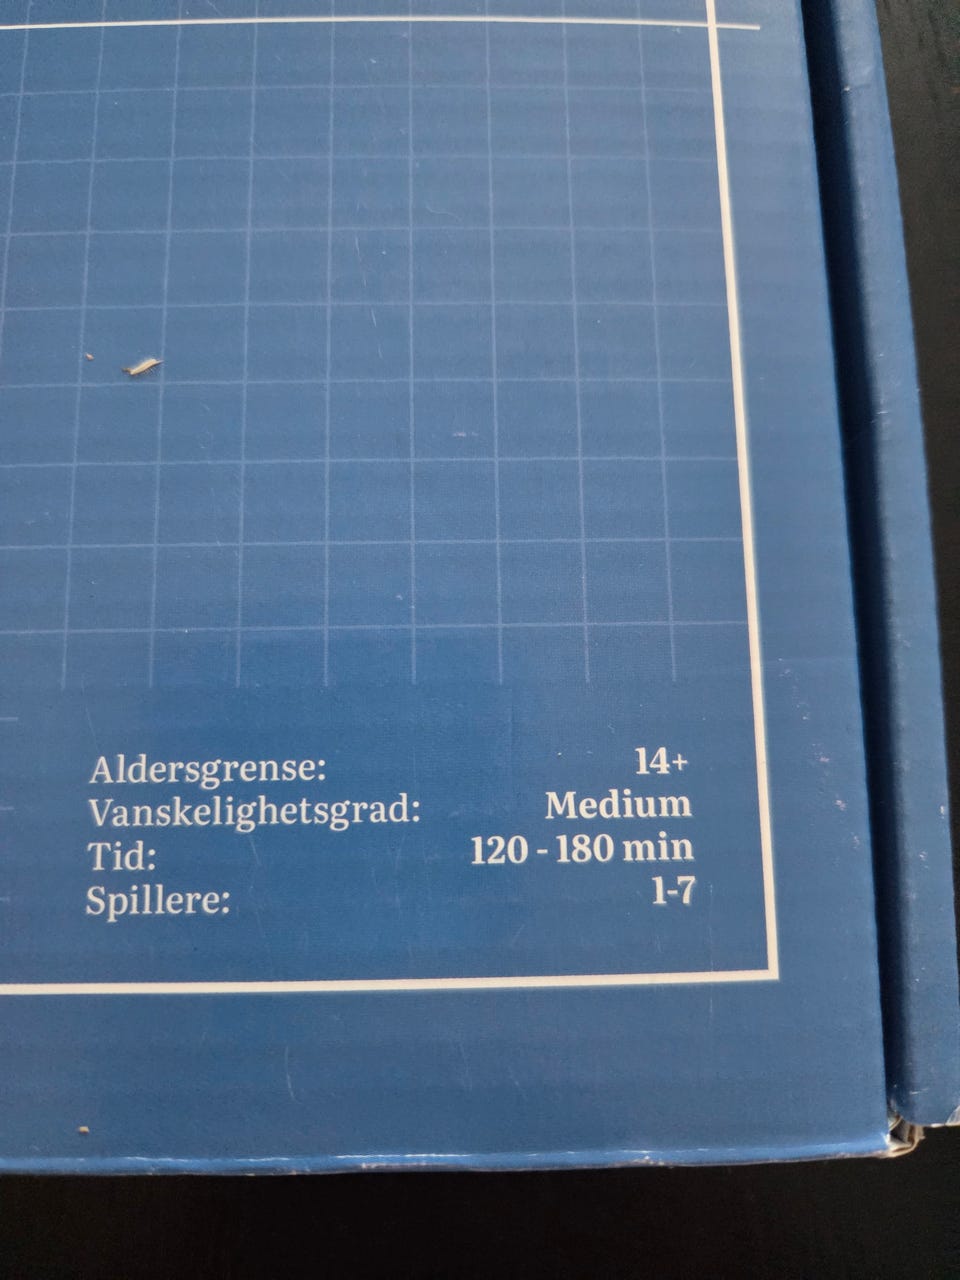 Aldersgrense: 14+
Vanskelighetsgrad: Medium
Tid: 120 - 180 min
Spillere: 1-7